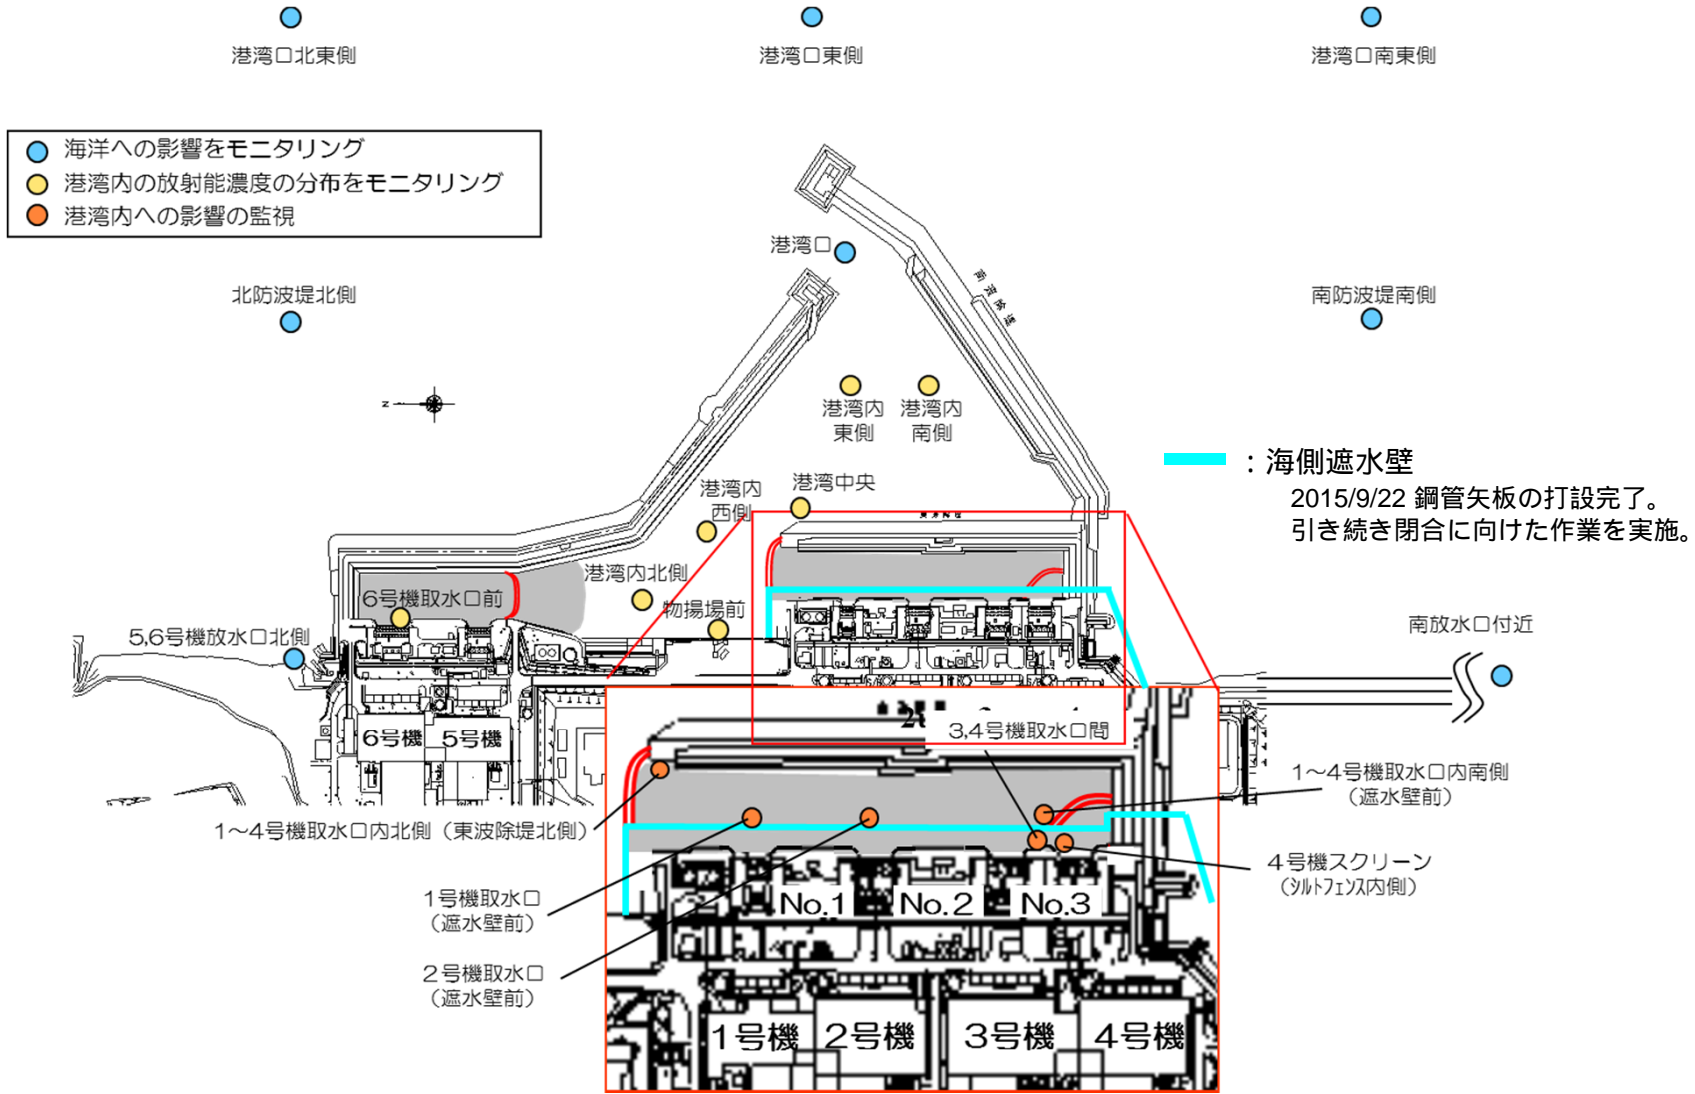 港湾口北東側
港湾口東側
港湾口南東側
海洋への影響をモニタリング
港湾内の放射能濃度の分布をモニタリング
港湾内への影響の監視
港湾口
北防波堤北側
南防波堤南側
N
港湾内
東側
港湾内
南側
：海側遮水壁
2015/9/22 鋼管矢板の打設完了。
引き続き閉合に向けた作業を実施。
港湾中央
港湾内
西側
港湾内北側
6号機取水口前
物揚場前
5,6号機放水口北側
南放水口付近
6号機
5号機
3,4号機取水口間
1～4号機取水口内南側
（遮水壁前）
1～4号機取水口内北側（東波除堤北側）
4号機スクリーン
（シルトフェンス内側）
1号機取水口
（遮水壁前）
No.1
No.2
No.3
2号機取水口
（遮水壁前）
1号機
2号機
3号機
4号機